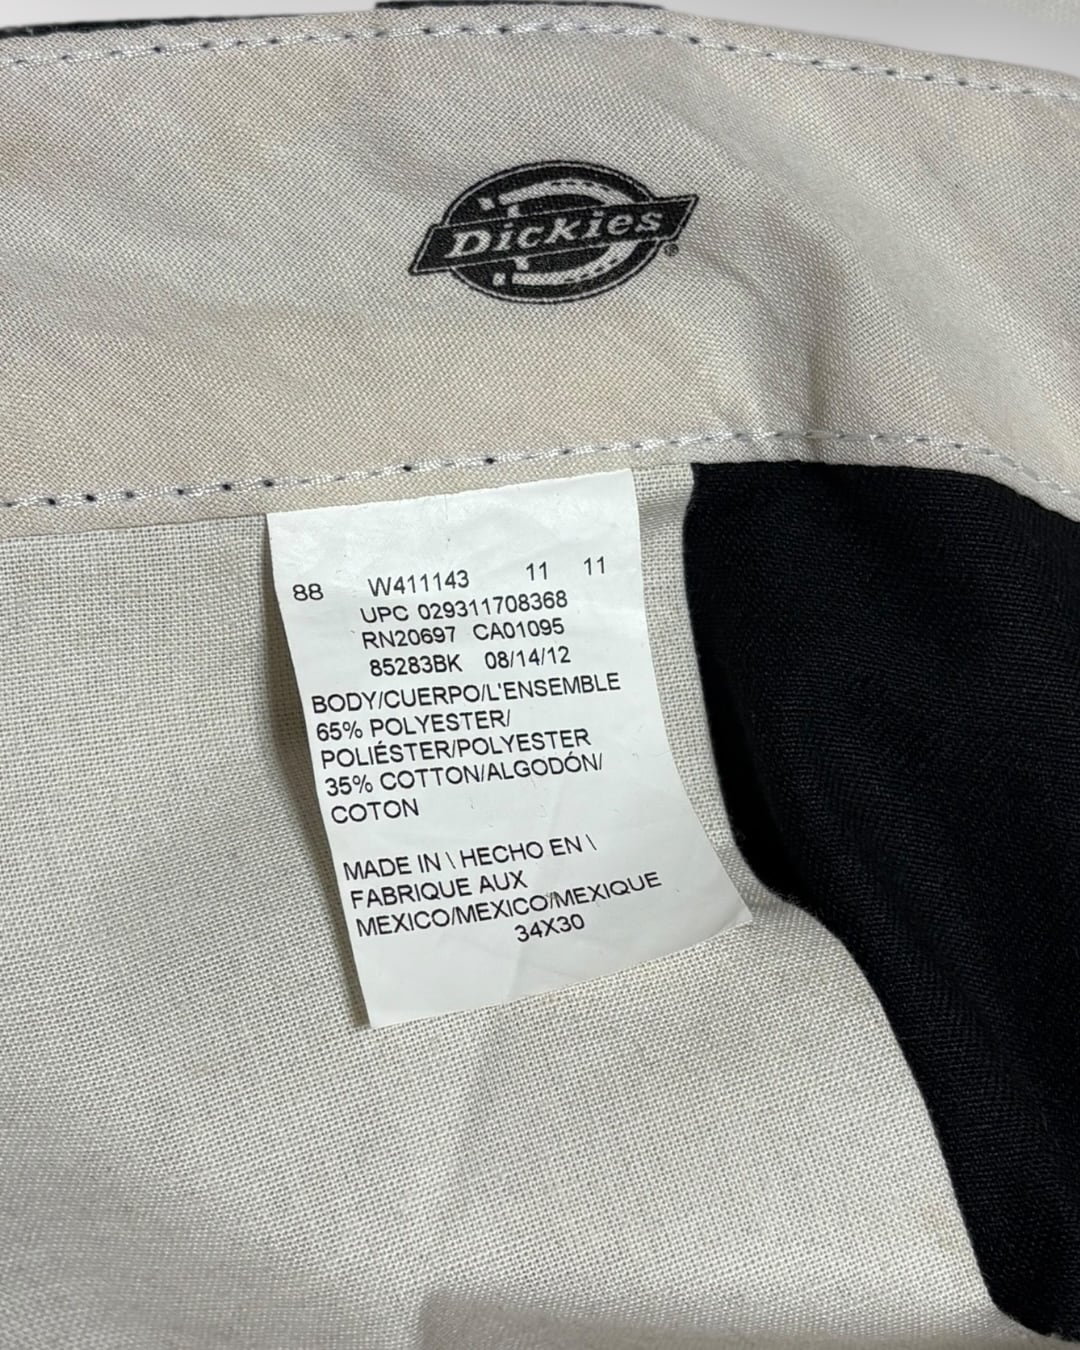 Dickies®
88 W411143 11 11
UPC 029311708368
RN20697 CA01095
85283BK 08/14/12
BODY/CUERPO/L'ENSEMBLE
65% POLYESTER/
POLIÉSTER/POLYESTER
35% COTTON/ALGODÓN/
COTON
MADE IN \ HECHO EN \
FABRIQUE AUX
MEXICO/MEXICO/MEXIQUE
34X30